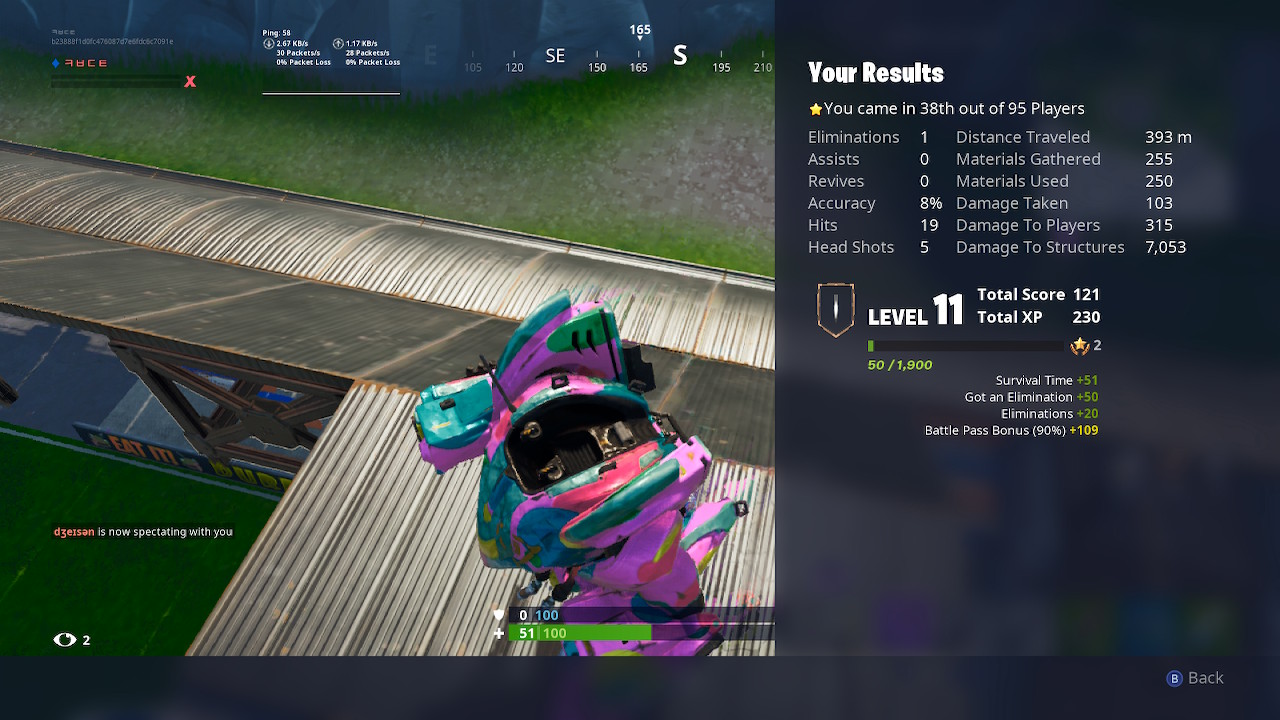 ㅋㅂㄷㄷ
Ping: 58
2.67 KB/s 1.17 KB/s
30 Packets/s 28 Packets/s
0% Packet Loss 0% Packet Loss
165
E SE S
105 120 150 165 195 210
EAT IT!
dʒeɪsən is now spectating with you
2
0 100
51 100
Your Results
You came in 38th out of 95 Players
Eliminations 1 Distance Traveled 393 m
Assists 0 Materials Gathered 255
Revives 0 Materials Used 250
Accuracy 8% Damage Taken 103
Hits 19 Damage To Players 315
Head Shots 5 Damage To Structures 7,053
LEVEL 11
Total Score 121
Total XP 230
2
50 / 1,900
Survival Time +51
Got an Elimination +50
Eliminations +20
Battle Pass Bonus (90%) +109
B Back